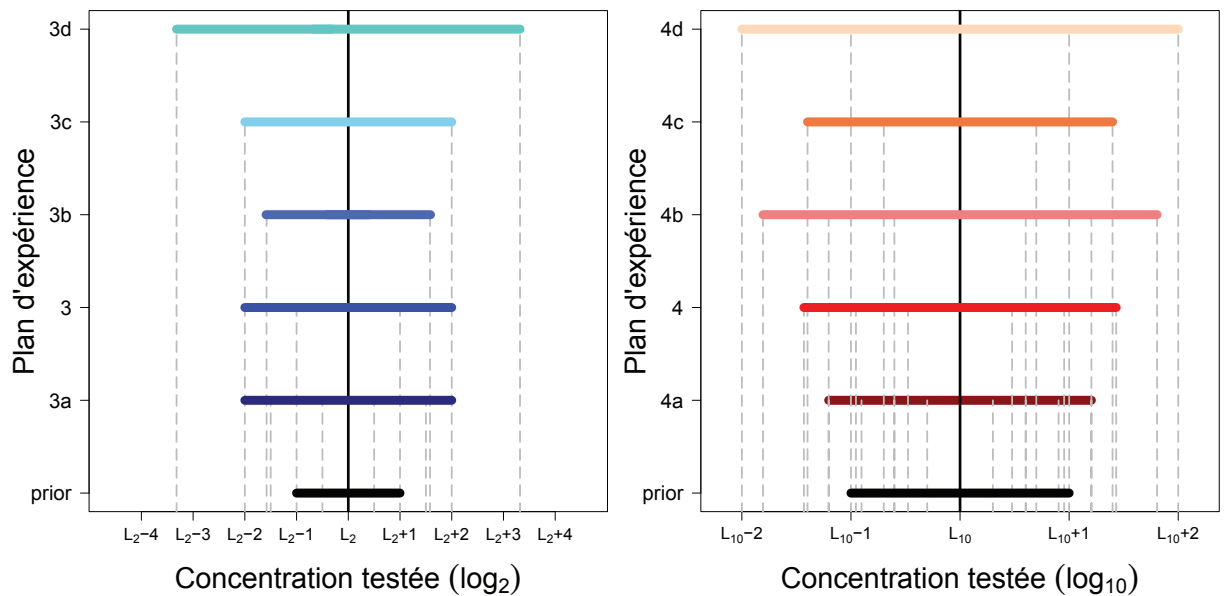 Plan d'expérience
3d
3c
3b
3
3a
prior
L₂−4 L₂−3 L₂−2 L₂−1 L₂ L₂+1 L₂+2 L₂+3 L₂+4
Concentration testée (log₂)
Plan d'expérience
4d
4c
4b
4
4a
prior
L₁₀−2 L₁₀−1 L₁₀ L₁₀+1 L₁₀+2
Concentration testée (log₁₀)